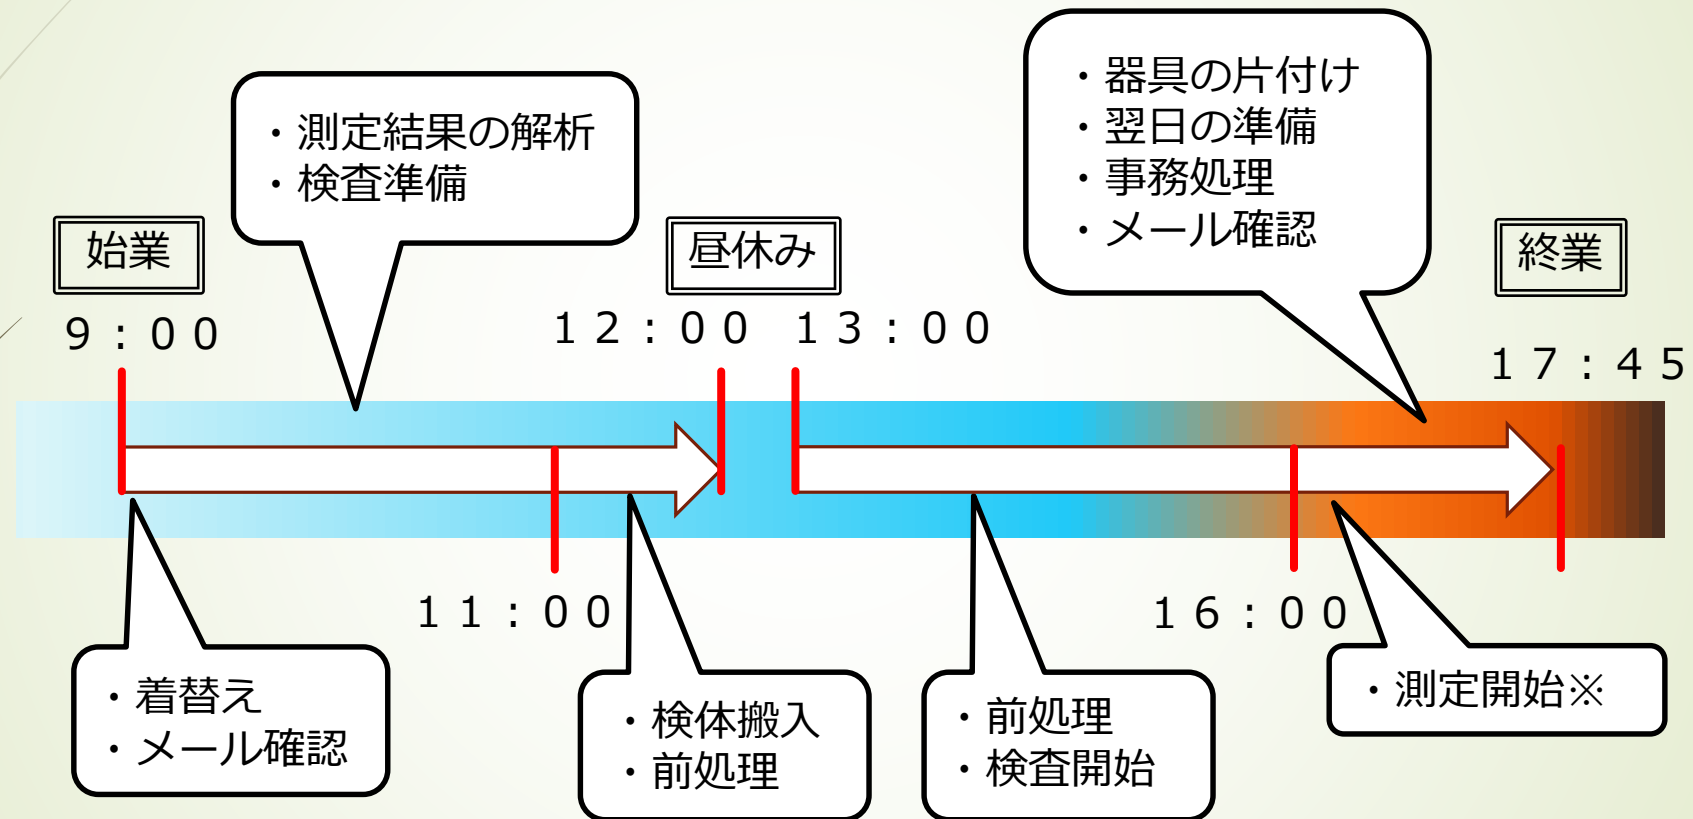 ・測定結果の解析
・検査準備
・器具の片付け
・翌日の準備
・事務処理
・メール確認
始業
昼休み
終業
９：００
１２：００
１３：００
１７：４５
１１：００
１６：００
・着替え
・メール確認
・検体搬入
・前処理
・前処理
・検査開始
・測定開始※